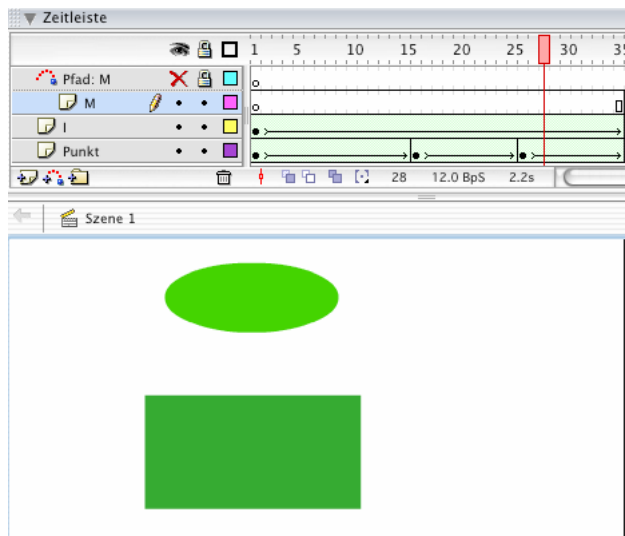 Zeitleiste
1 5 10 15 20 25 30 35
Pfad: M
M
I
Punkt
28 12.0 BpS 2.2s
Szene 1